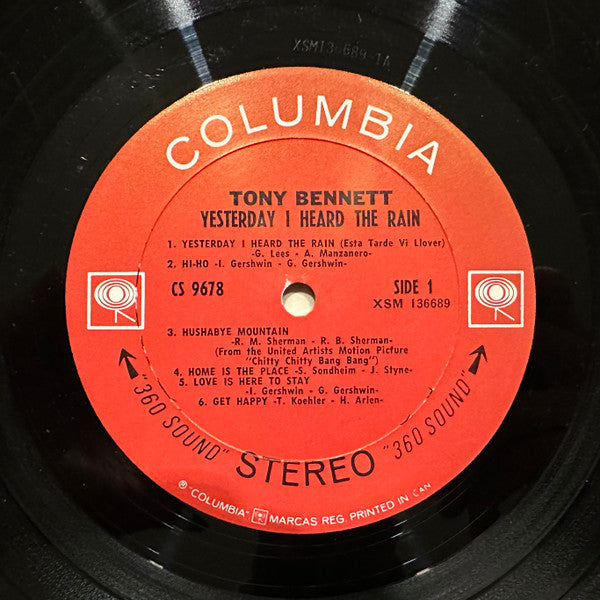 COLUMBIA
TONY BENNETT
YESTERDAY I HEARD THE RAIN
1. YESTERDAY I HEARD THE RAIN (Esta Tarde Vi Llover)
-G. Lees - A. Manzanero-
2. HI-HO -I. Gershwin - G. Gershwin-
CS 9678
SIDE 1
XSM 136689
3. HUSHABYE MOUNTAIN
-R. M. Sherman - R. B. Sherman-
(From the United Artists Motion Picture
"Chitty Chitty Bang Bang")
4. HOME IS THE PLACE -S. Sondheim - J. Styne-
5. LOVE IS HERE TO STAY
-I. Gershwin - G. Gershwin-
6. GET HAPPY -T. Koehler - H. Arlen-
"360 SOUND" STEREO "360 SOUND"
® "COLUMBIA" MARCAS REG. PRINTED IN CAN